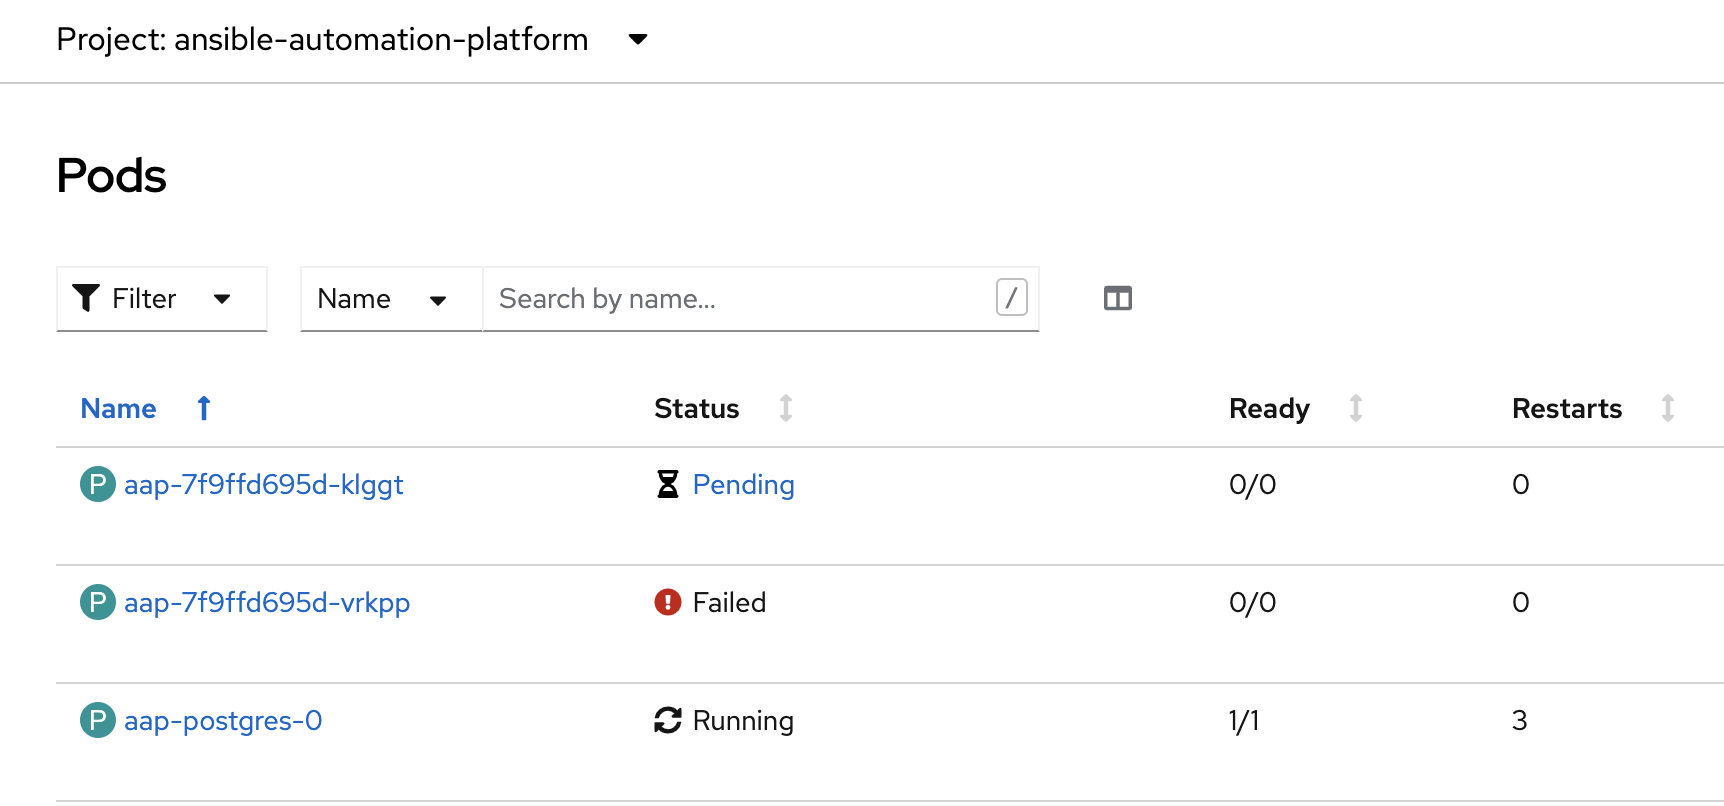 Project: ansible-automation-platform
Pods
Filter Name Search by name... /
Name Status Ready Restarts
P aap-7f9ffd695d-klggt Pending 0/0 0
P aap-7f9ffd695d-vrkpp Failed 0/0 0
P aap-postgres-0 Running 1/1 3